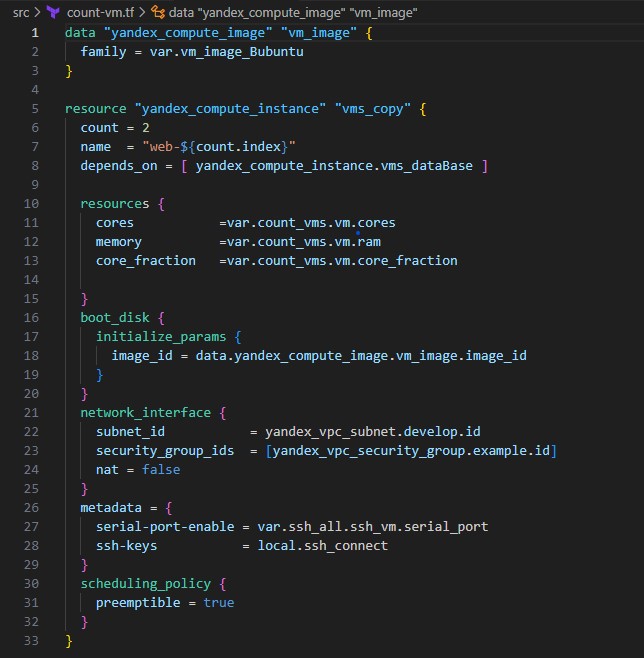 src > count-vm.tf > data "yandex_compute_image" "vm_image"
1 data "yandex_compute_image" "vm_image" {
2   family = var.vm_image_Bubuntu
3 }
4
5 resource "yandex_compute_instance" "vms_copy" {
6   count = 2
7   name  = "web-${count.index}"
8   depends_on = [ yandex_compute_instance.vms_dataBase ]
9
10   resources {
11     cores           =var.count_vms.vm.cores
12     memory          =var.count_vms.vm.ram
13     core_fraction   =var.count_vms.vm.core_fraction
14
15   }
16   boot_disk {
17     initialize_params {
18       image_id = data.yandex_compute_image.vm_image.image_id
19     }
20   }
21   network_interface {
22     subnet_id           = yandex_vpc_subnet.develop.id
23     security_group_ids  = [yandex_vpc_security_group.example.id]
24     nat = false
25   }
26   metadata = {
27     serial-port-enable = var.ssh_all.ssh_vm.serial_port
28     ssh-keys           = local.ssh_connect
29   }
30   scheduling_policy {
31     preemptible = true
32   }
33 }